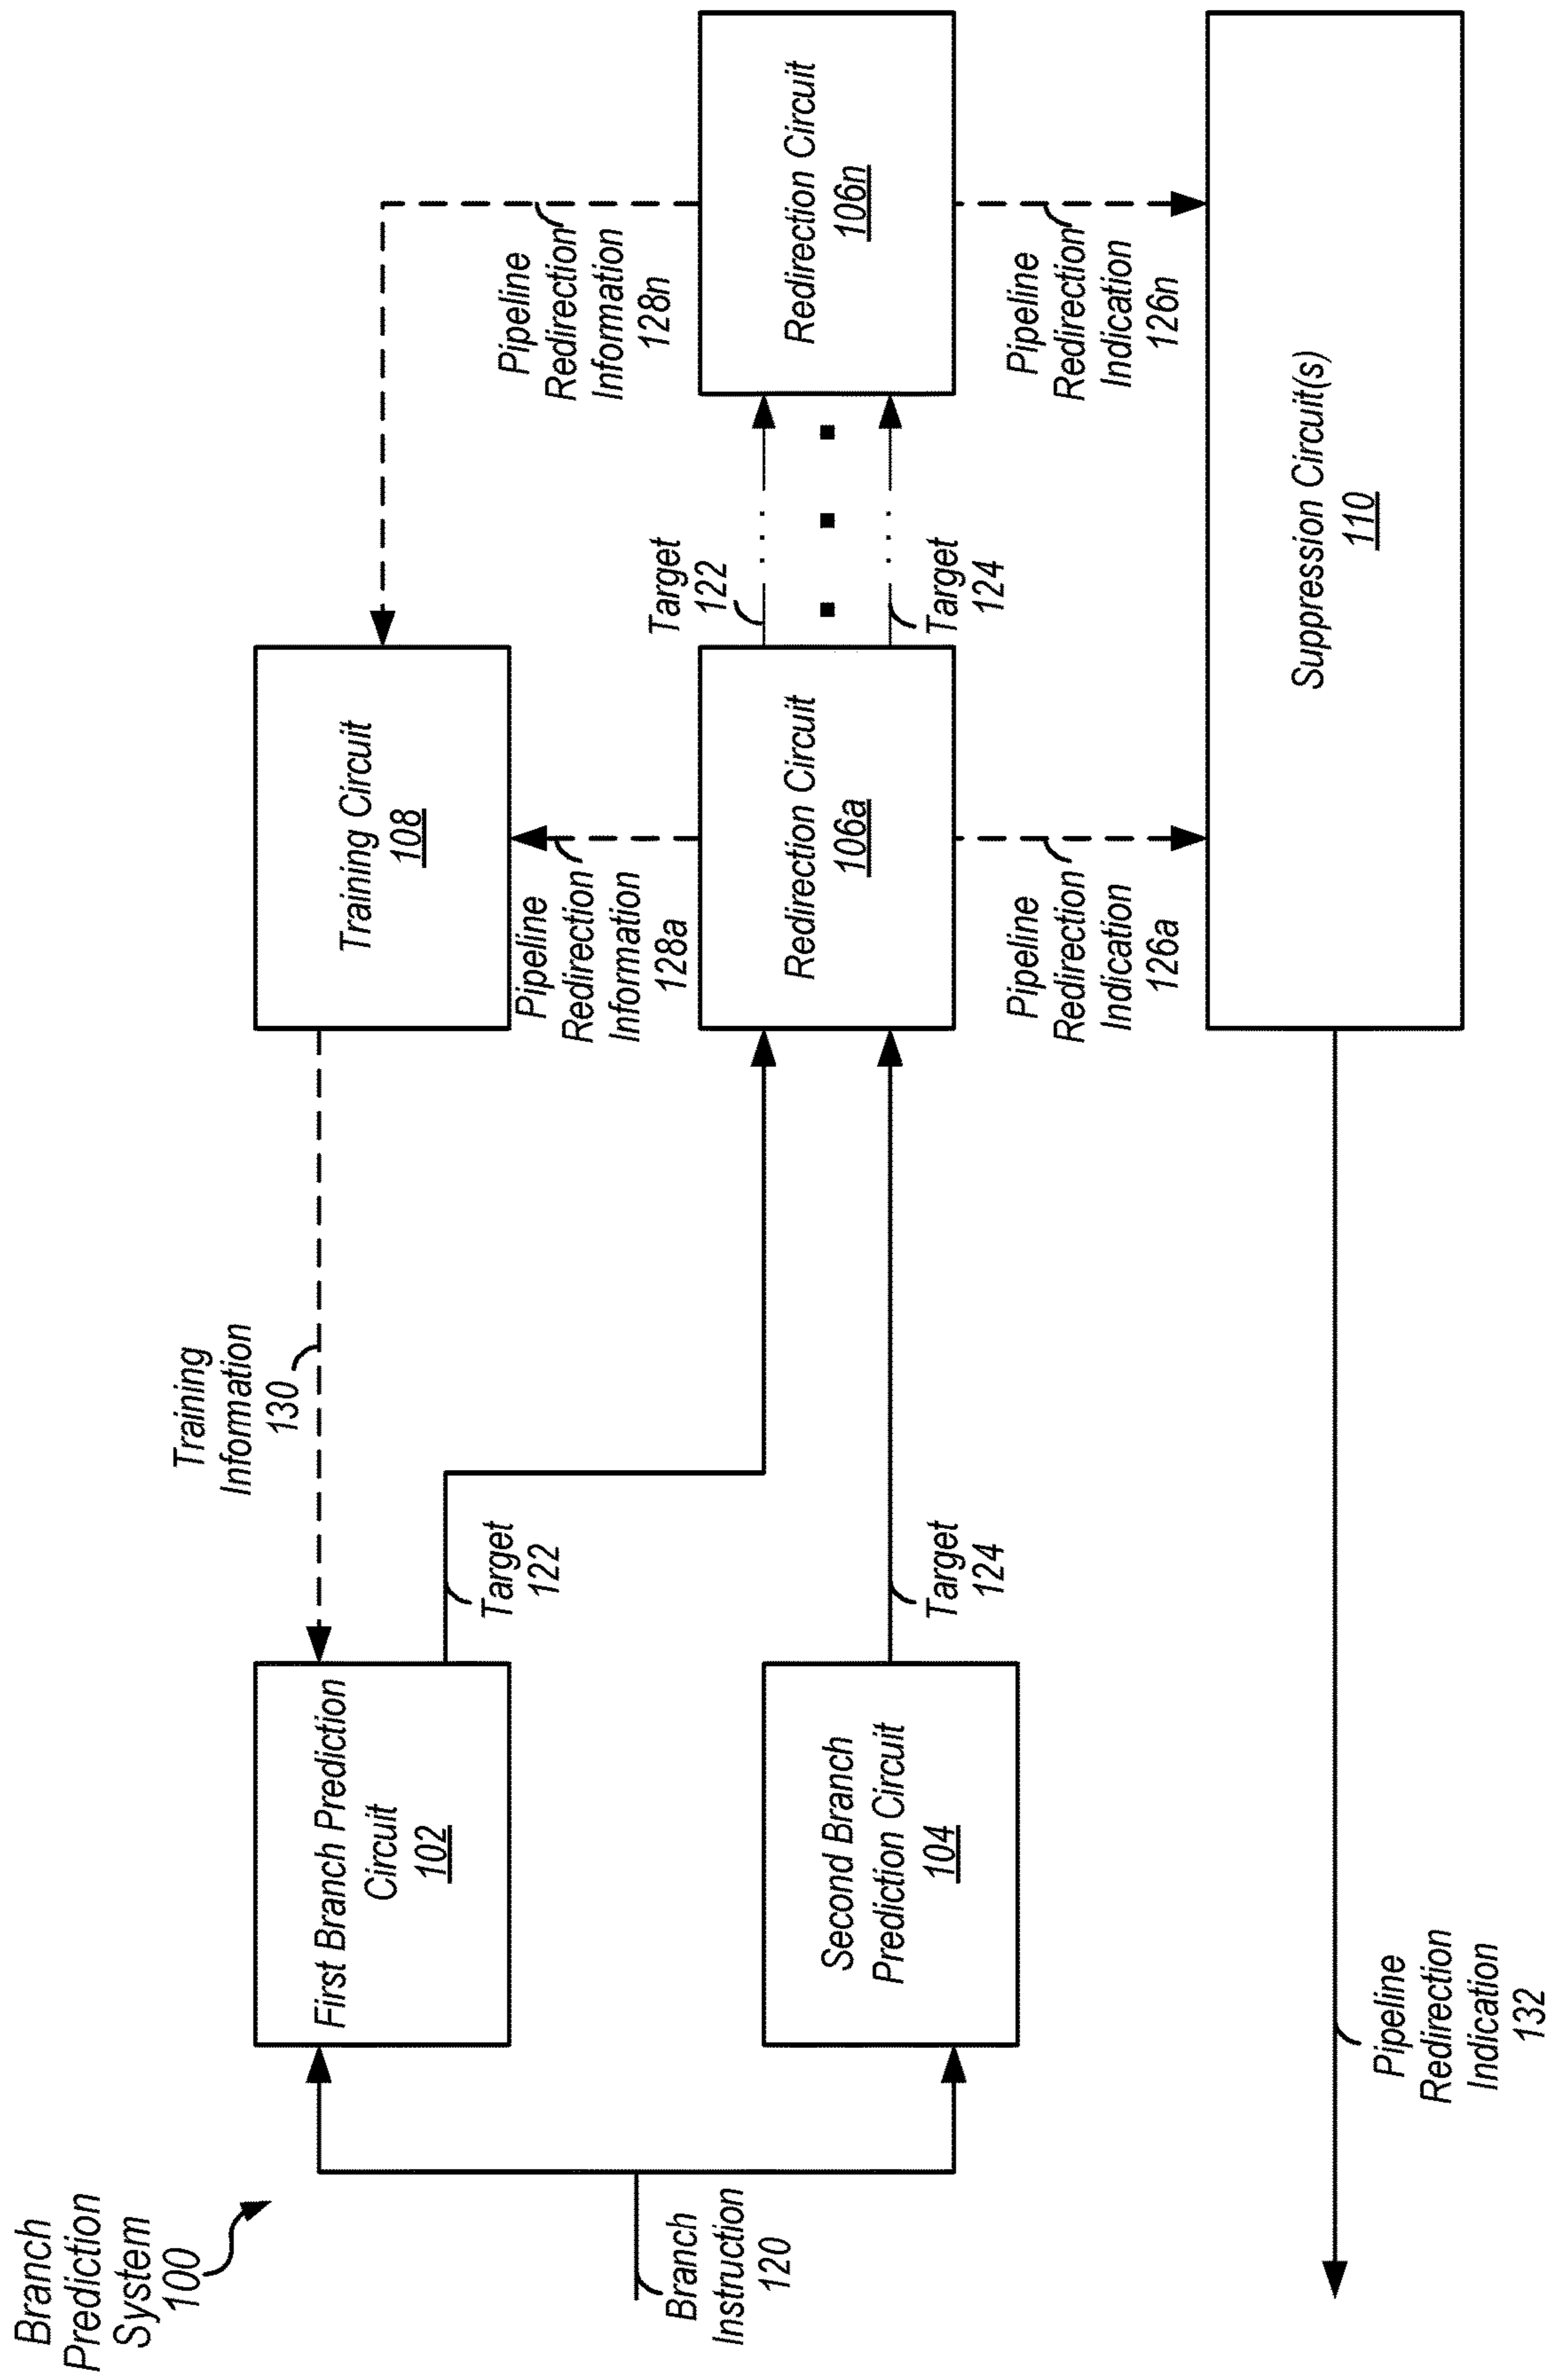 Branch
Prediction
System
100
Branch
Instruction
120
First Branch Prediction
Circuit
102
Second Branch
Prediction Circuit
104
Training
Information
130
Target
122
Target
124
Training Circuit
108
Pipeline
Redirection
Information
128a
Redirection Circuit
106a
Pipeline
Redirection
Indication
126a
Target
122
Target
124
Pipeline
Redirection
Information
128n
Redirection Circuit
106n
Pipeline
Redirection
Indication
126n
Suppression Circuit(s)
110
Pipeline
Redirection
Indication
132